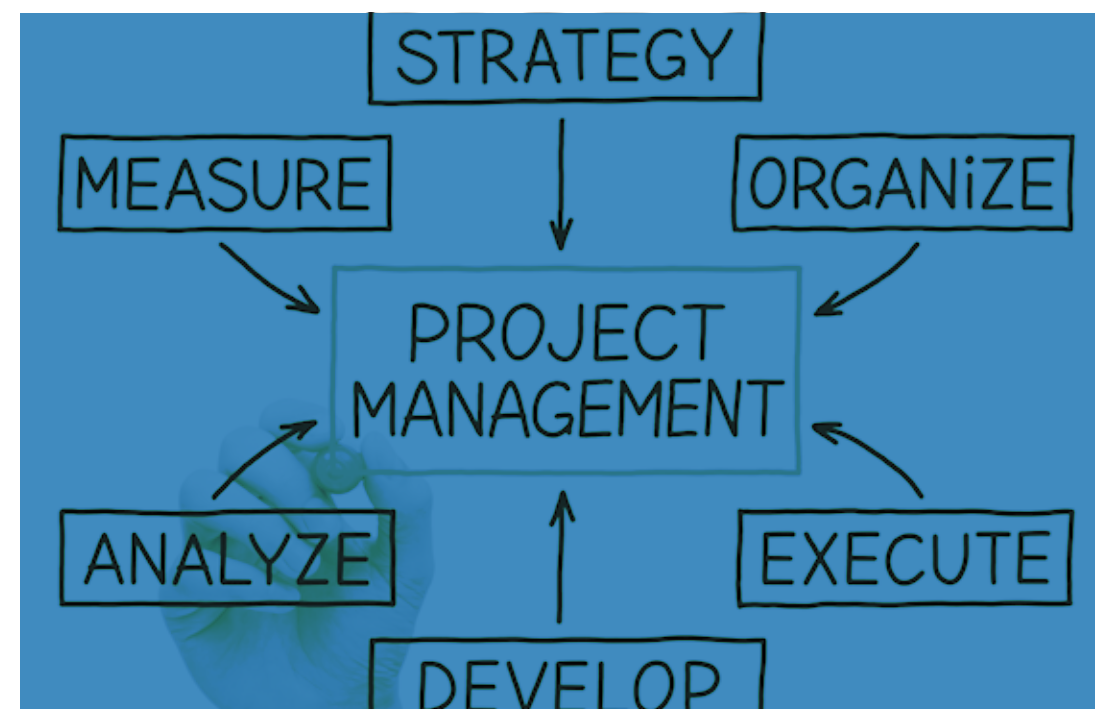 STRATEGY
MEASURE
ORGANiZE
PROJECT
MANAGEMENT
ANALYZE
EXECUTE
DEVELOP